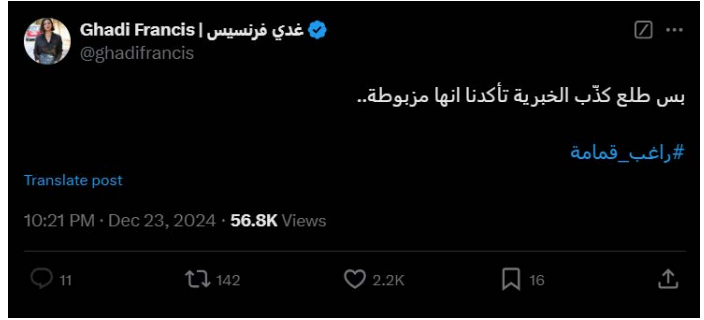 Ghadi Francis | غدي فرنسيس
@ghadifrancis
بس طلع كذّب الخبرية تأكدنا انها مزبوطة..
#راغب_قمامة
Translate post
10:21 PM · Dec 23, 2024 · 56.8K Views
11 142 2.2K 16